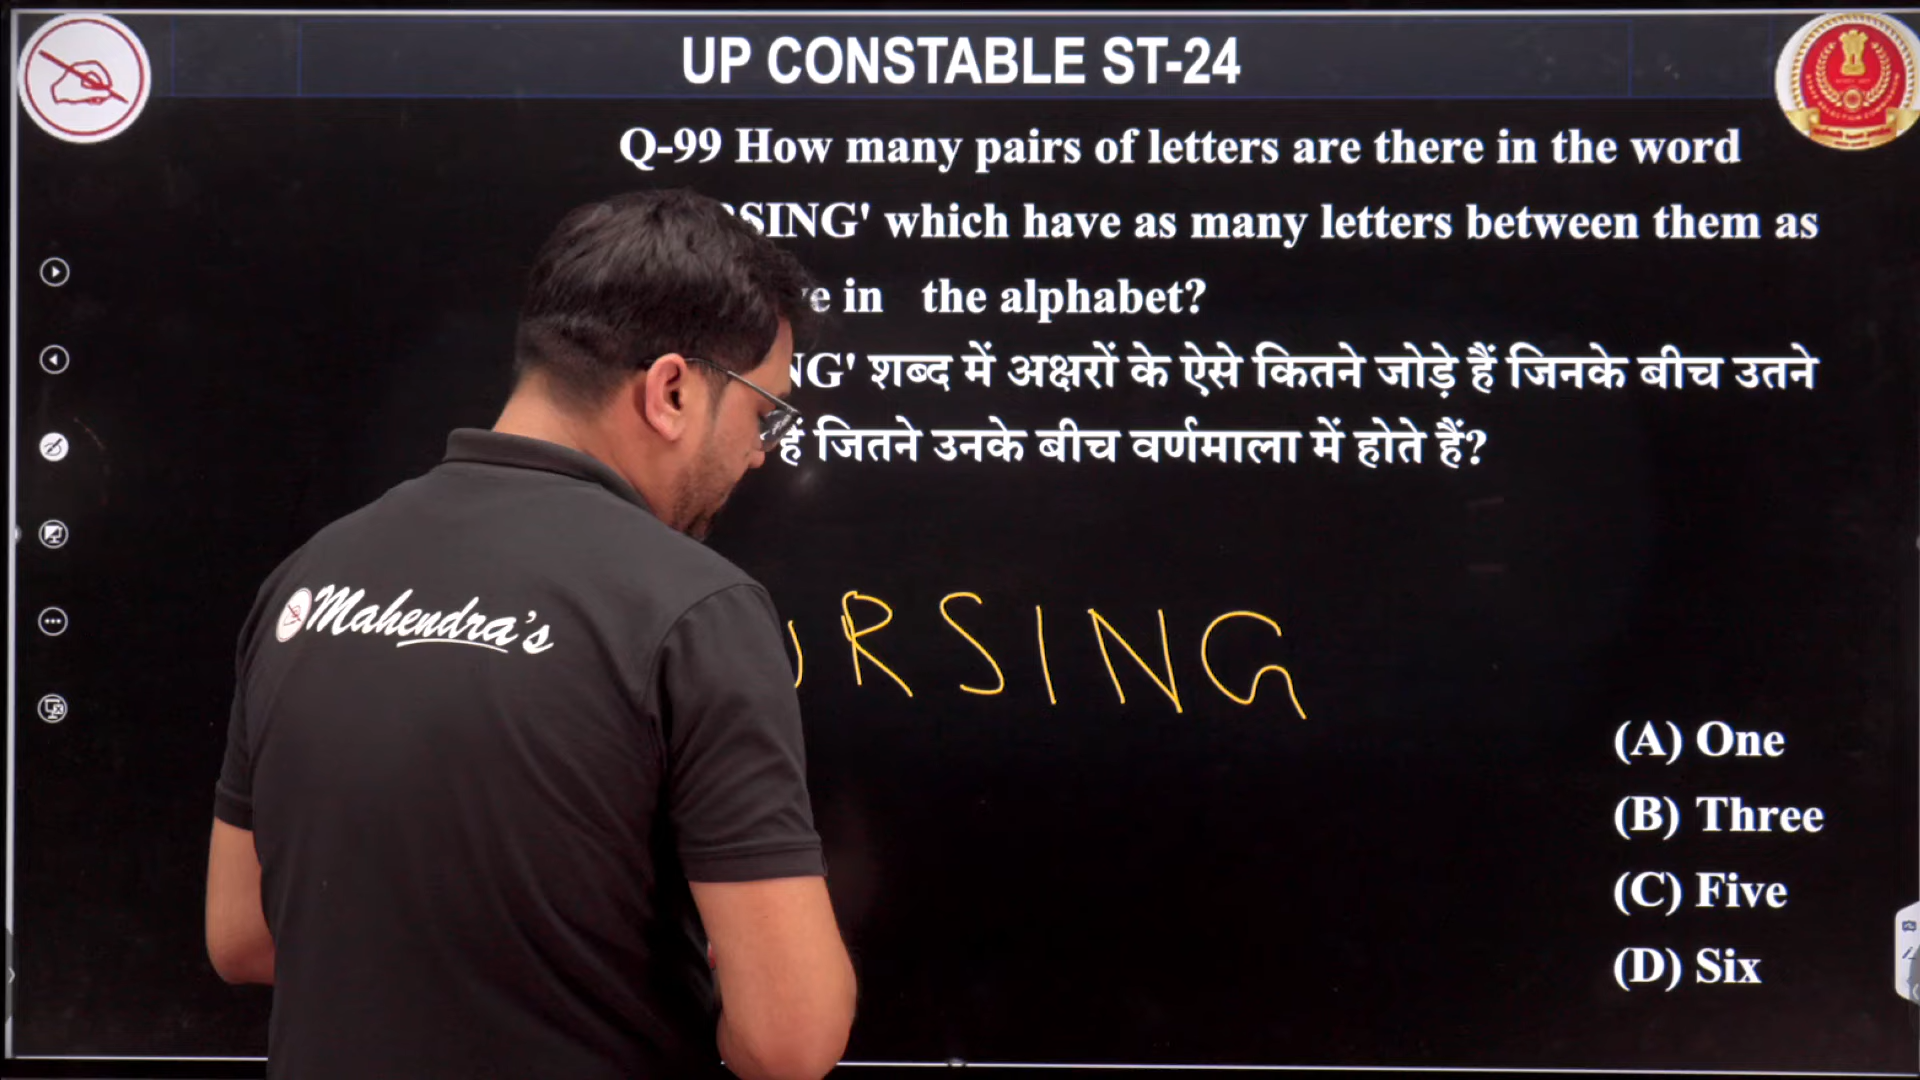 UP CONSTABLE ST-24
Q-99 How many pairs of letters are there in the word
SING' which have as many letters between them as
in the alphabet?
NG' शब्द में अक्षरों के ऐसे कितने जोड़े हैं जिनके बीच उतने
हैं जितने उनके बीच वर्णमाला में होते हैं?
URSING
Mahendra's
(A) One
(B) Three
(C) Five
(D) Six